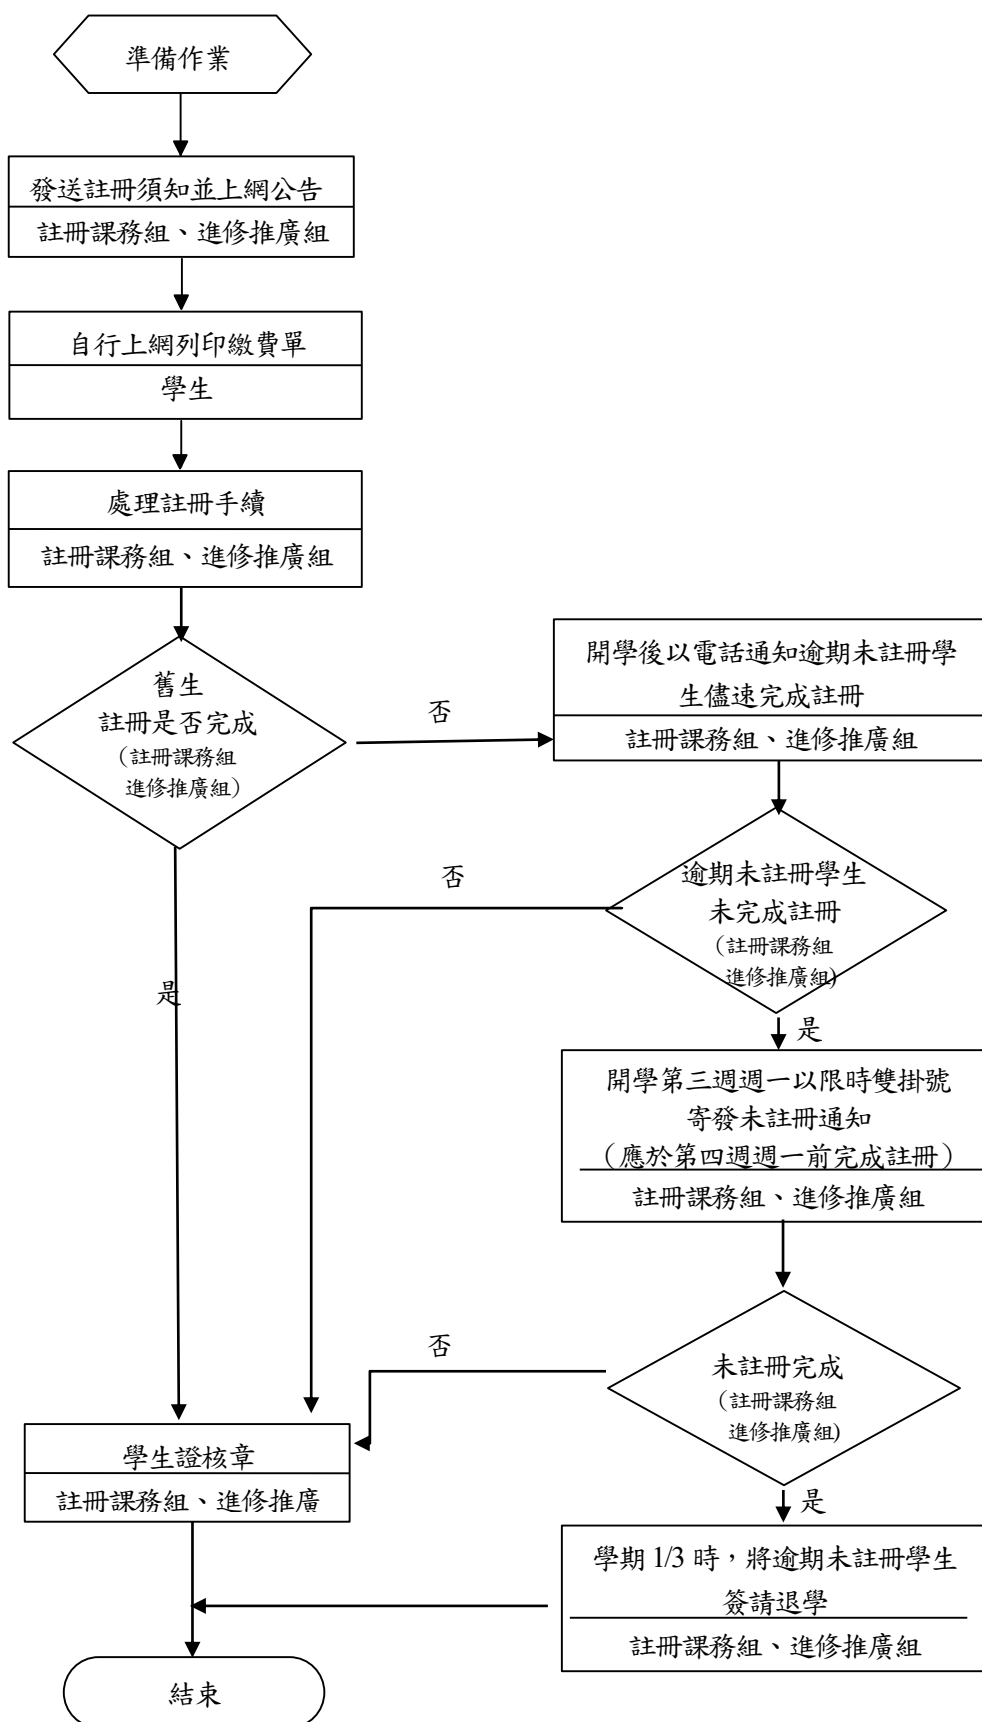 準備作業
發送註冊須知並上網公告
註冊課務組、進修推廣組
自行上網列印繳費單
學生
處理註冊手續
註冊課務組、進修推廣組
舊生
註冊是否完成
（註冊課務組
進修推廣組）
否
開學後以電話通知逾期未註冊學
生儘速完成註冊
註冊課務組、進修推廣組
否
逾期未註冊學生
未完成註冊
（註冊課務組
進修推廣組)
是
是
開學第三週週一以限時雙掛號
寄發未註冊通知
（應於第四週週一前完成註冊）
註冊課務組、進修推廣組
否
未註冊完成
（註冊課務組
進修推廣組)
學生證核章
註冊課務組、進修推廣
是
學期 1/3 時，將逾期未註冊學生
簽請退學
註冊課務組、進修推廣組
結束